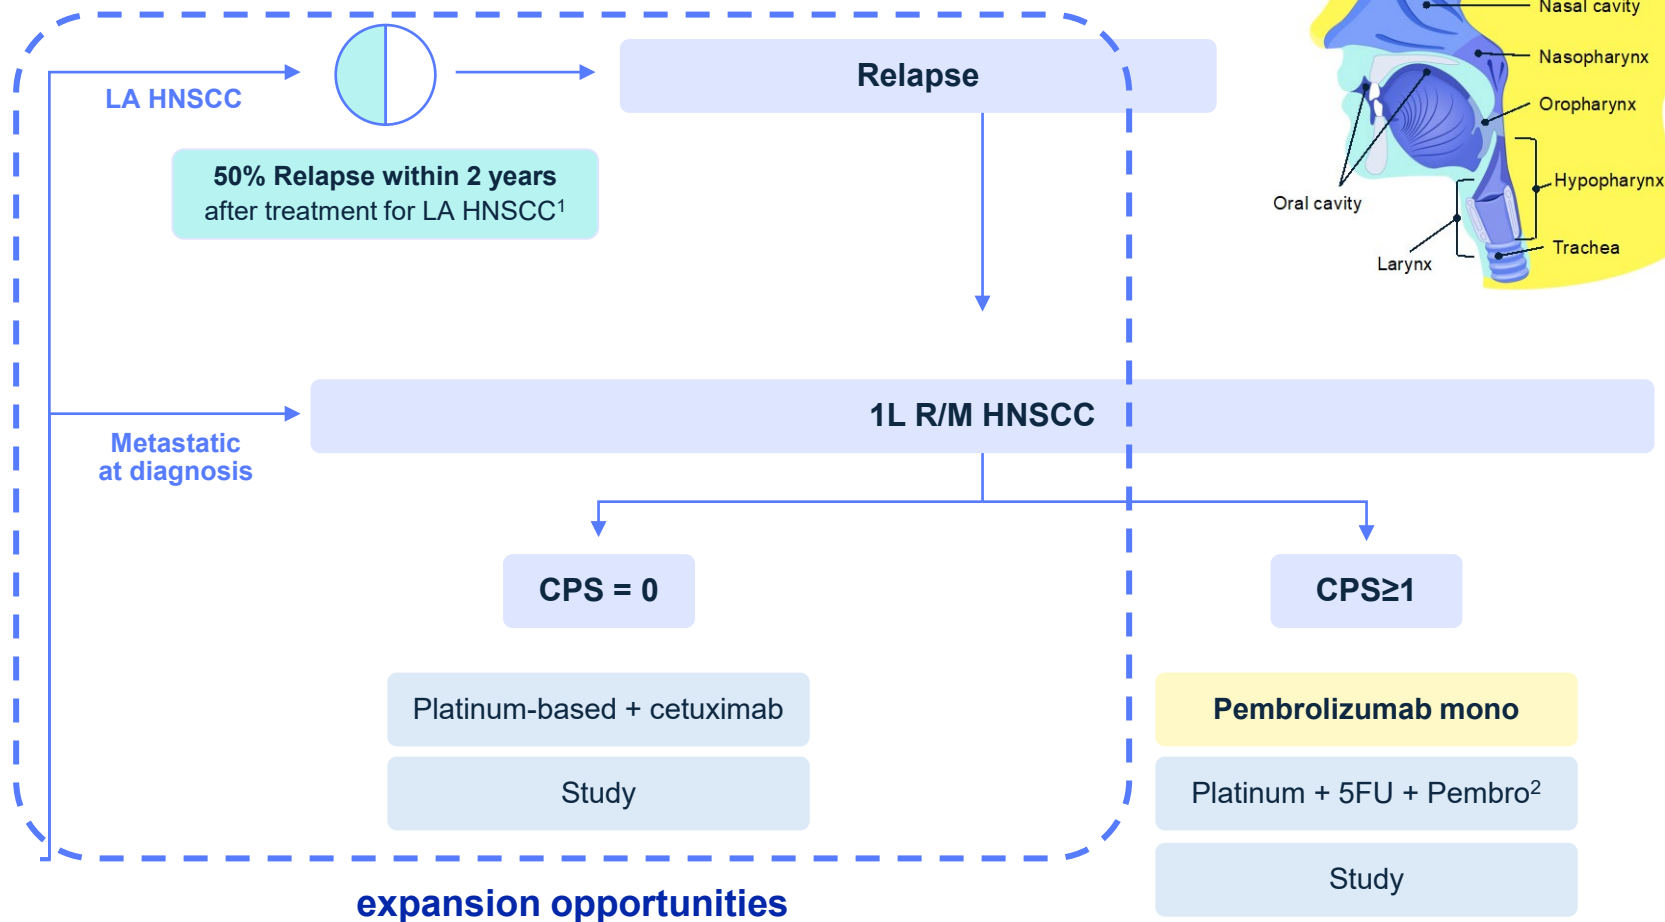 LA HNSCC
50% Relapse within 2 years
after treatment for LA HNSCC¹
Relapse
Nasal cavity
Nasopharynx
Oropharynx
Hypopharynx
Oral cavity
Trachea
Larynx
1L R/M HNSCC
Metastatic
at diagnosis
CPS = 0
CPS≥1
Platinum-based + cetuximab
Study
Pembrolizumab mono
Platinum + 5FU + Pembro²
Study
expansion opportunities